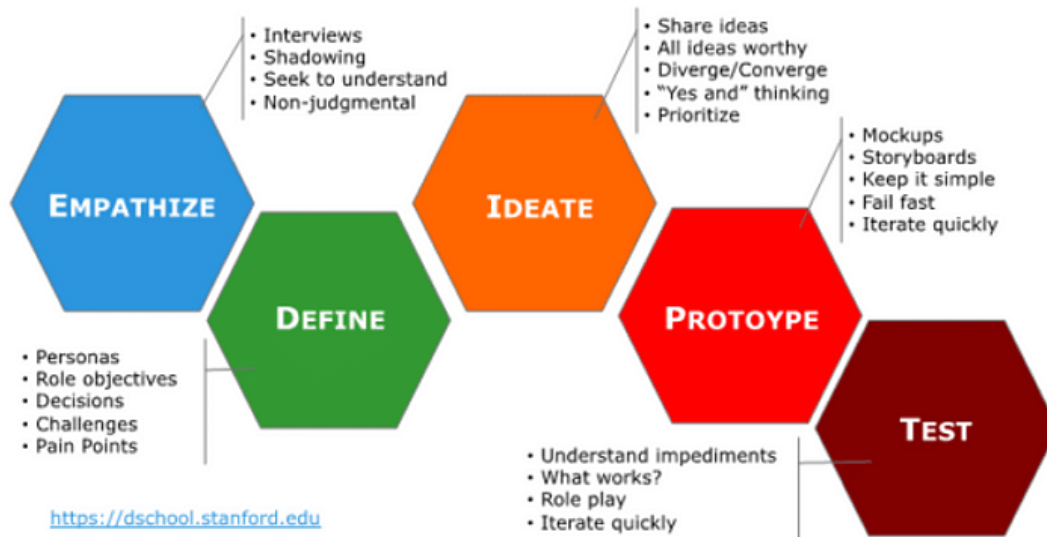 • Interviews
• Shadowing
• Seek to understand
• Non-judgmental
EMPATHIZE
• Personas
• Role objectives
• Decisions
• Challenges
• Pain Points
DEFINE
• Share ideas
• All ideas worthy
• Diverge/Converge
• “Yes and” thinking
• Prioritize
IDEATE
• Mockups
• Storyboards
• Keep it simple
• Fail fast
• Iterate quickly
PROTOYPE
• Understand impediments
• What works?
• Role play
• Iterate quickly
TEST
https://dschool.stanford.edu